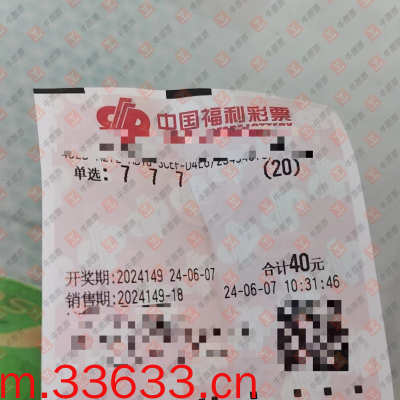 中国福利彩票
单选: 7 7 7 (20)
合计40元
开奖期:2024149 24-06-07
销售期:2024149-18 24-06-07 10:31:46
m.33633.cn